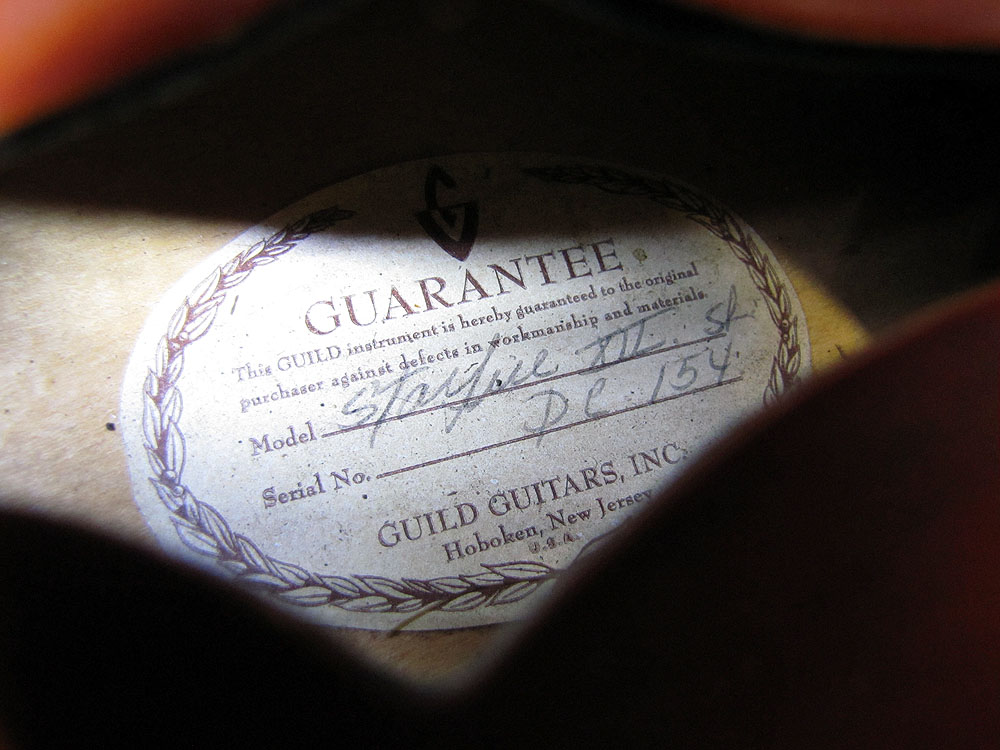 G
GUARANTEE
This GUILD instrument is hereby guaranteed to the original
purchaser against defects in workmanship and materials.
Model Starfire XII. St
Serial No. DC 154
GUILD GUITARS, INC.
Hoboken, New Jersey
U.S.A.